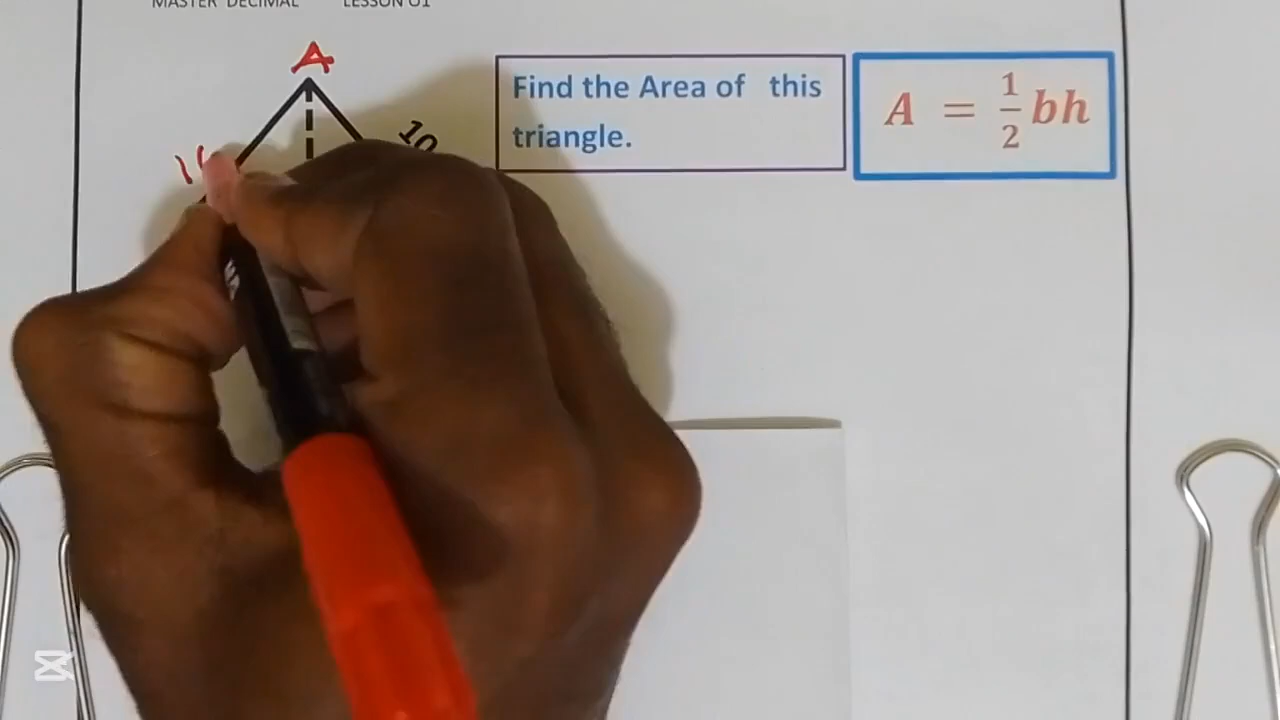 MASTER DECIMAL LESSON 01
A
10
Find the Area of this
triangle.
A = 1/2 bh